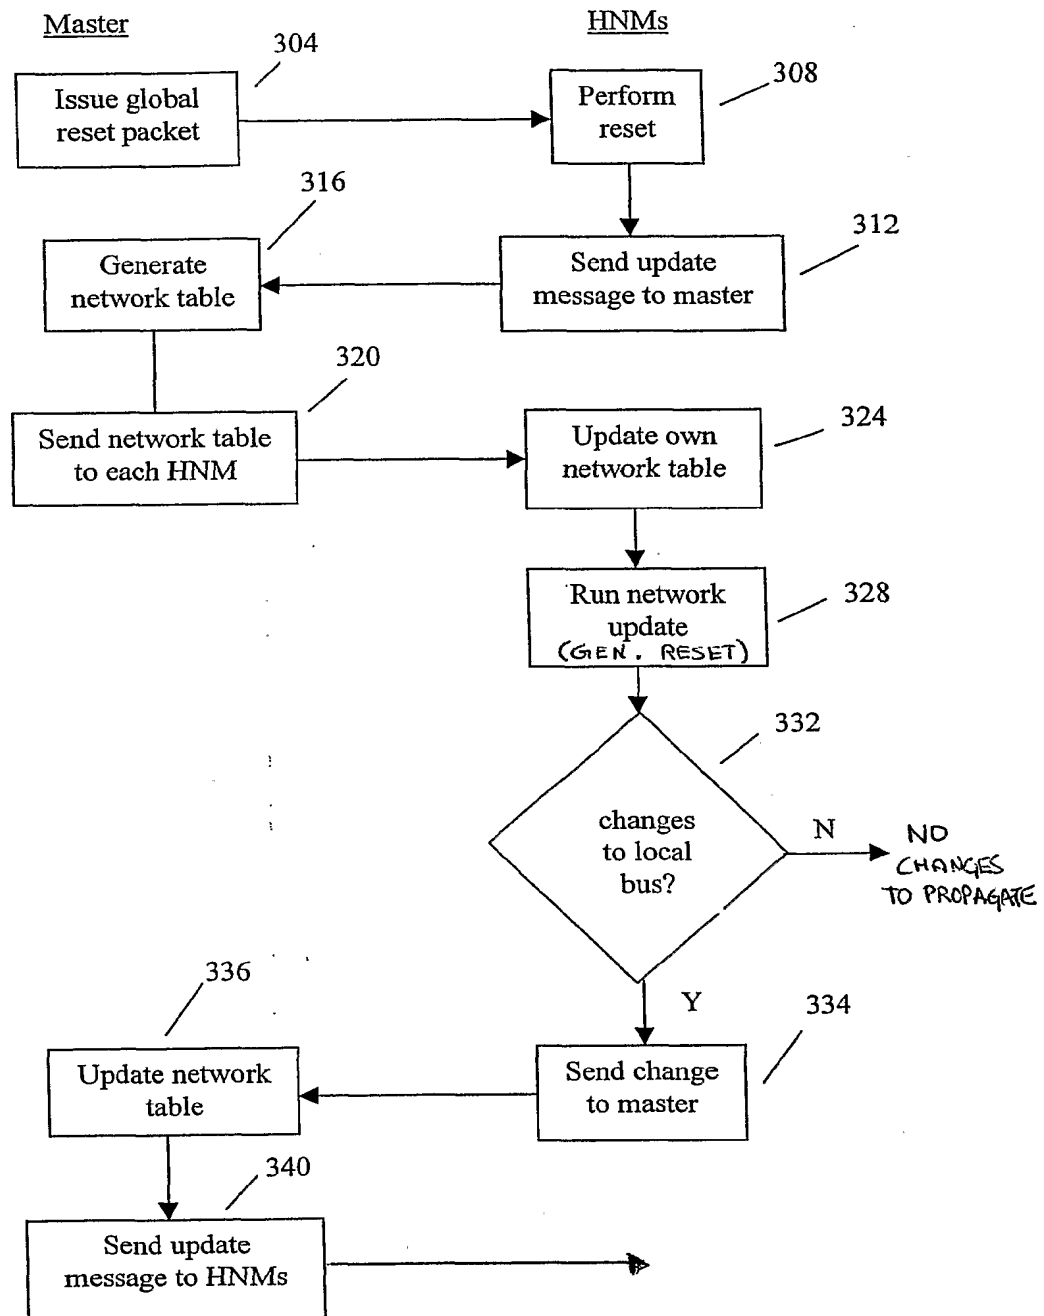 Master
HNMs
304
308
Issue global
reset packet
Perform
reset
316
312
Generate
network table
Send update
message to master
320
324
Send network table
to each HNM
Update own
network table
328
Run network
update
(GEN. RESET)
332
changes
to local
bus?
N
NO
CHANGES
TO PROPAGATE
336
Y
334
Update network
table
Send change
to master
340
Send update
message to HNMs